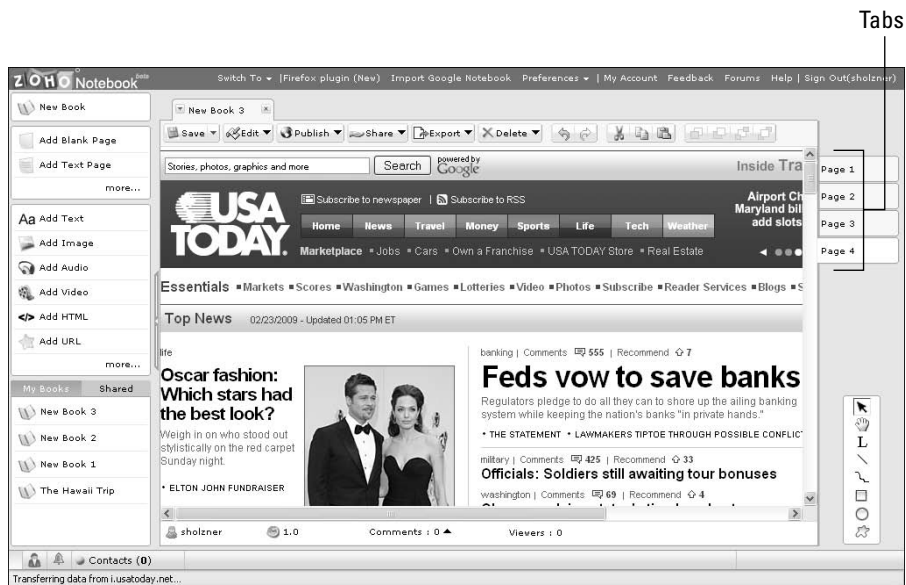 Tabs
ZOHO Notebook beta
Switch To | Firefox plugin (New) Import Google Notebook Preferences | My Account Feedback Forums Help | Sign Out(sholzner)
New Book
New Book 3
Save Edit Publish Share Export Delete
Add Blank Page
Add Text Page
more...
Aa Add Text
Add Image
Add Audio
Add Video
</> Add HTML
Add URL
more...
My Books Shared
New Book 3
New Book 2
New Book 1
The Hawaii Trip
Stories, photos, graphics and more Search powered by Google
Inside Tra
USA TODAY.
Subscribe to newspaper | Subscribe to RSS
Home News Travel Money Sports Life Tech Weather
Marketplace Jobs Cars Own a Franchise USA TODAY Store Real Estate
Airport Ch
Maryland bil
add slots
Essentials Markets Scores Washington Games Lotteries Video Photos Subscribe Reader Services Blogs S
Top News 02/23/2009 - Updated 01:05 PM ET
life
Oscar fashion:
Which stars had
the best look?
Weigh in on who stood out
stylistically on the red carpet
Sunday night.
• ELTON JOHN FUNDRAISER
banking | Comments 555 | Recommend 7
Feds vow to save banks
Regulators pledge to do all they can to shore up the ailing banking
system while keeping the nation's banks "in private hands."
• THE STATEMENT • LAWMAKERS TIPTOE THROUGH POSSIBLE CONFLIC
military | Comments 425 | Recommend 33
Officials: Soldiers still awaiting tour bonuses
washington | Comments 69 | Recommend 4
Page 1
Page 2
Page 3
Page 4
L
sholzner 1.0 Comments : 0 Viewers : 0
Contacts (0)
Transferring data from i.usatoday.net...